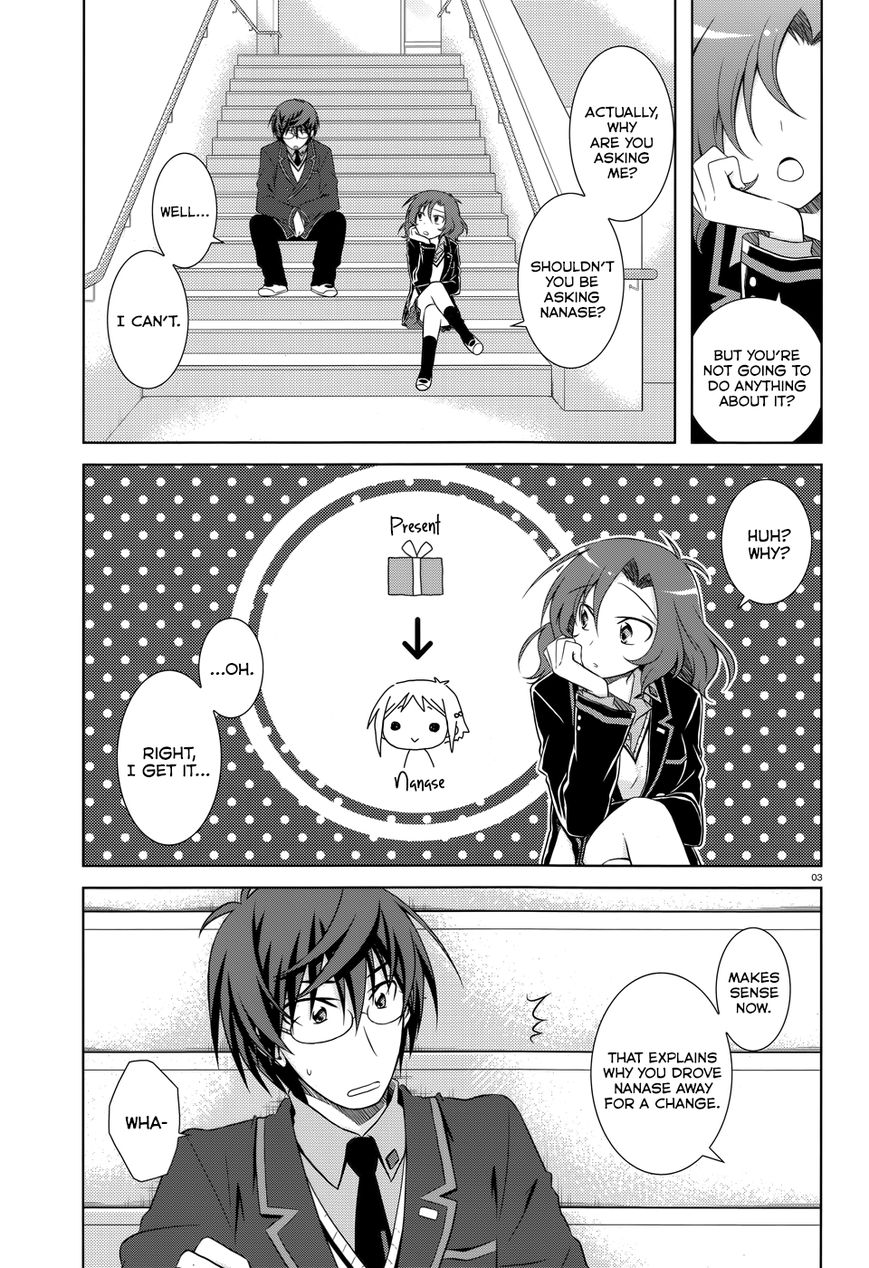 BUT YOU'RE
NOT GOING TO
DO ANYTHING
ABOUT IT?
ACTUALLY,
WHY
ARE YOU
ASKING
ME?
SHOULDN'T
YOU BE
ASKING
NANASE?
WELL...
I CAN'T.
HUH?
WHY?
Present
Nanase
...OH.
RIGHT,
I GET IT...
03
MAKES
SENSE
NOW.
THAT EXPLAINS
WHY YOU DROVE
NANASE AWAY
FOR A CHANGE.
WHA-